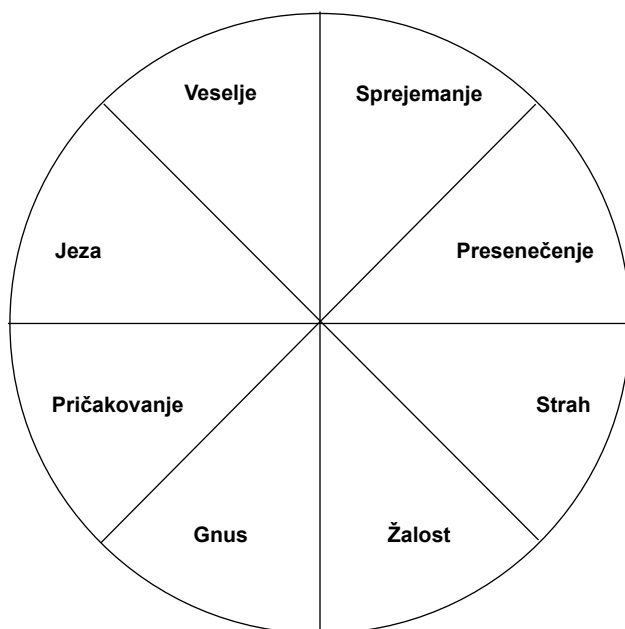 Veselje
Sprejemanje
Jeza
Presenečenje
Pričakovanje
Strah
Gnus
Žalost